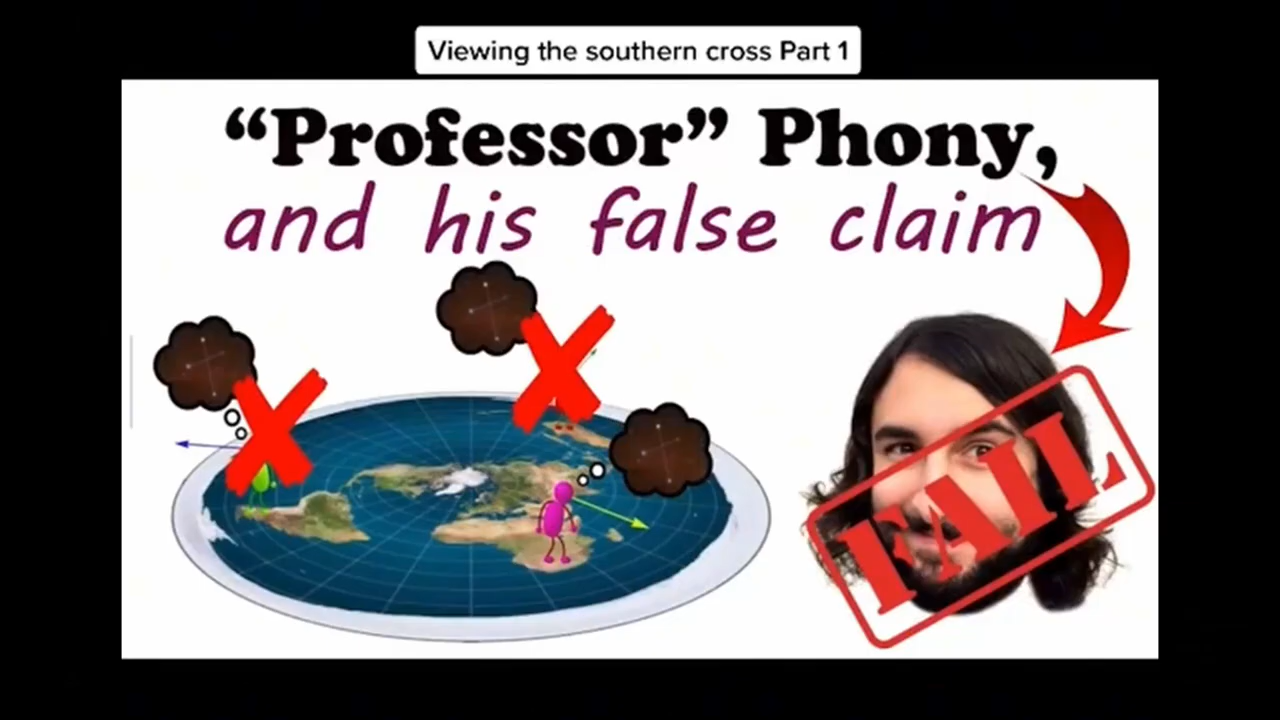 Viewing the southern cross Part 1
“Professor” Phony,
and his false claim
FAIL